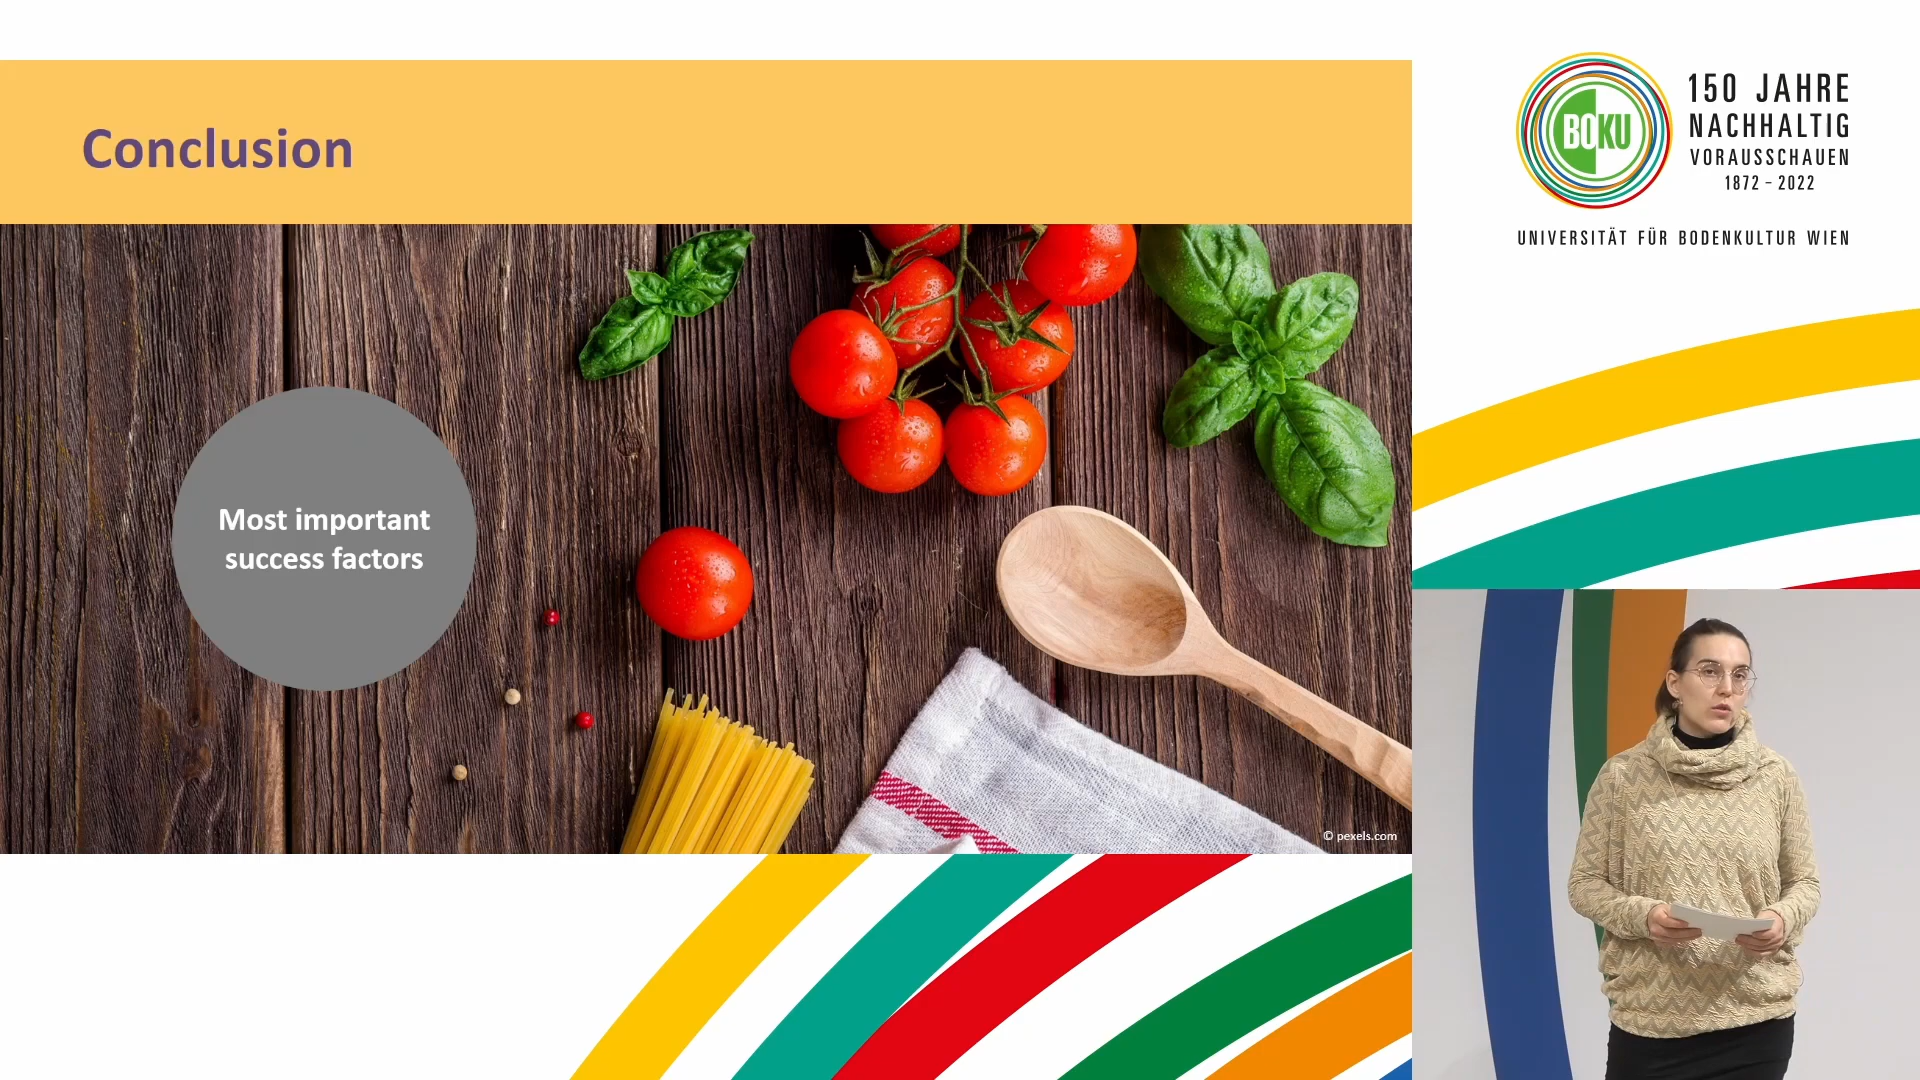 Conclusion
Most important
success factors
© pexels.com
BOKU
150 JAHRE
NACHHALTIG
VORAUSSCHAUEN
1872 – 2022
UNIVERSITÄT FÜR BODENKULTUR WIEN